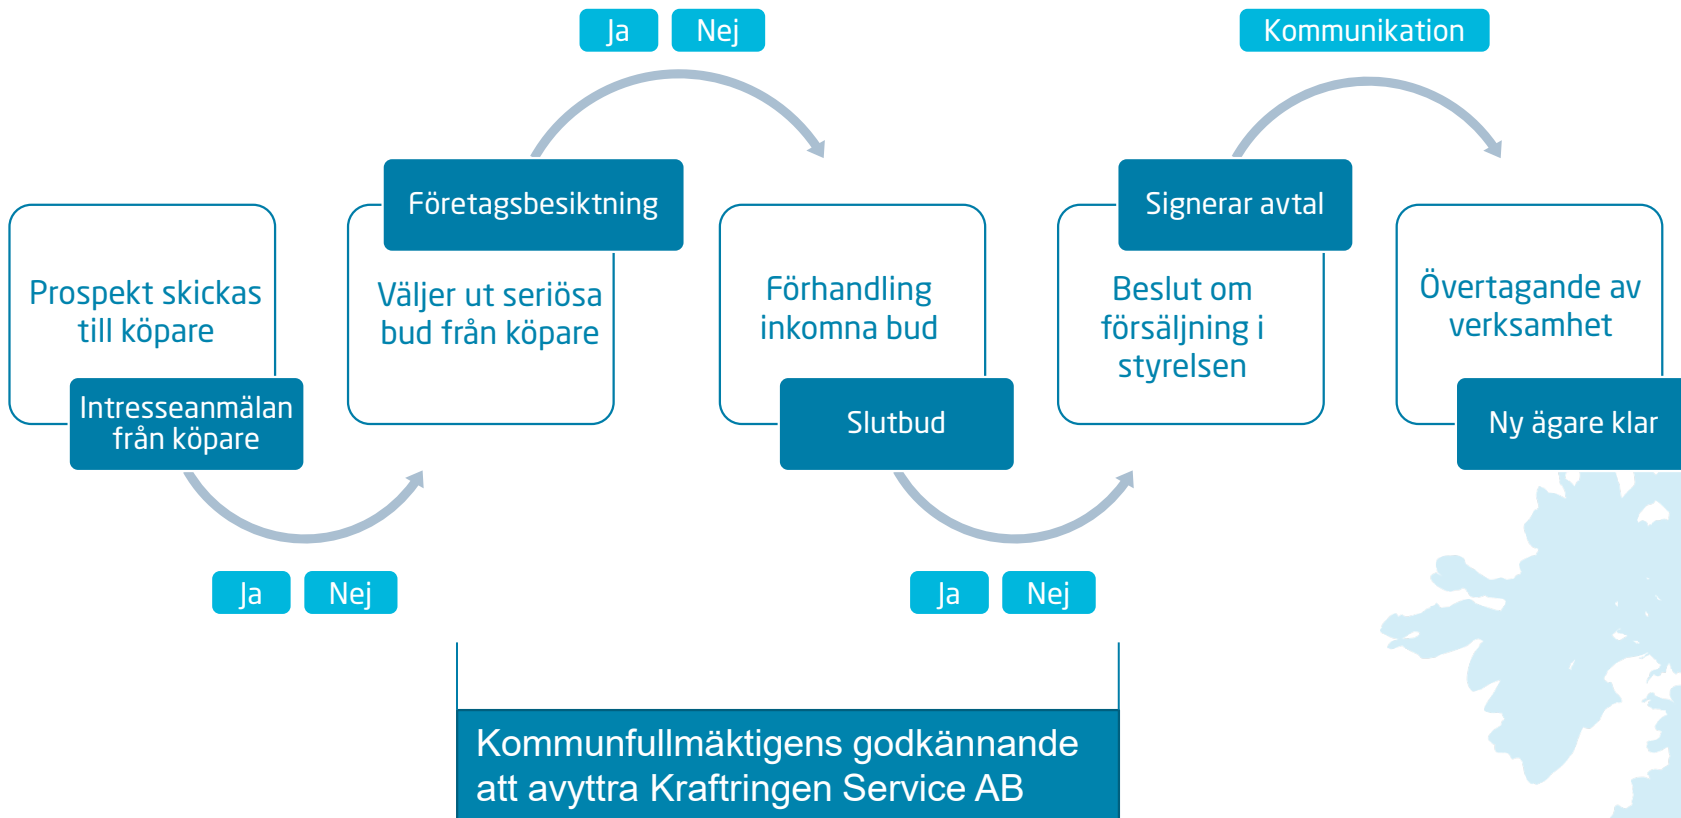 Ja
Nej
Kommunikation
Företagsbesiktning
Signerar avtal
Prospekt skickas
till köpare
Väljer ut seriösa
bud från köpare
Förhandling
inkomna bud
Beslut om
försäljning i
styrelsen
Övertagande av
verksamhet
Intresseanmälan
från köpare
Slutbud
Ny ägare klar
Ja
Nej
Ja
Nej
Kommunfullmäktigens godkännande
att avyttra Kraftringen Service AB